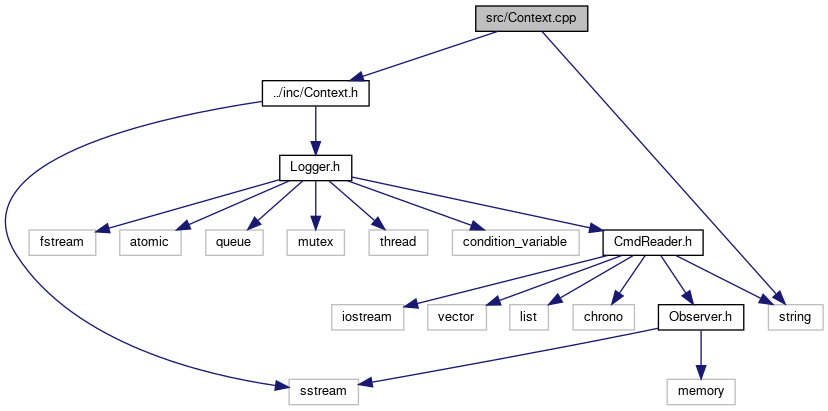 src/Context.cpp
../inc/Context.h
Logger.h
fstream
atomic
queue
mutex
thread
condition_variable
CmdReader.h
iostream
vector
list
chrono
Observer.h
string
sstream
memory